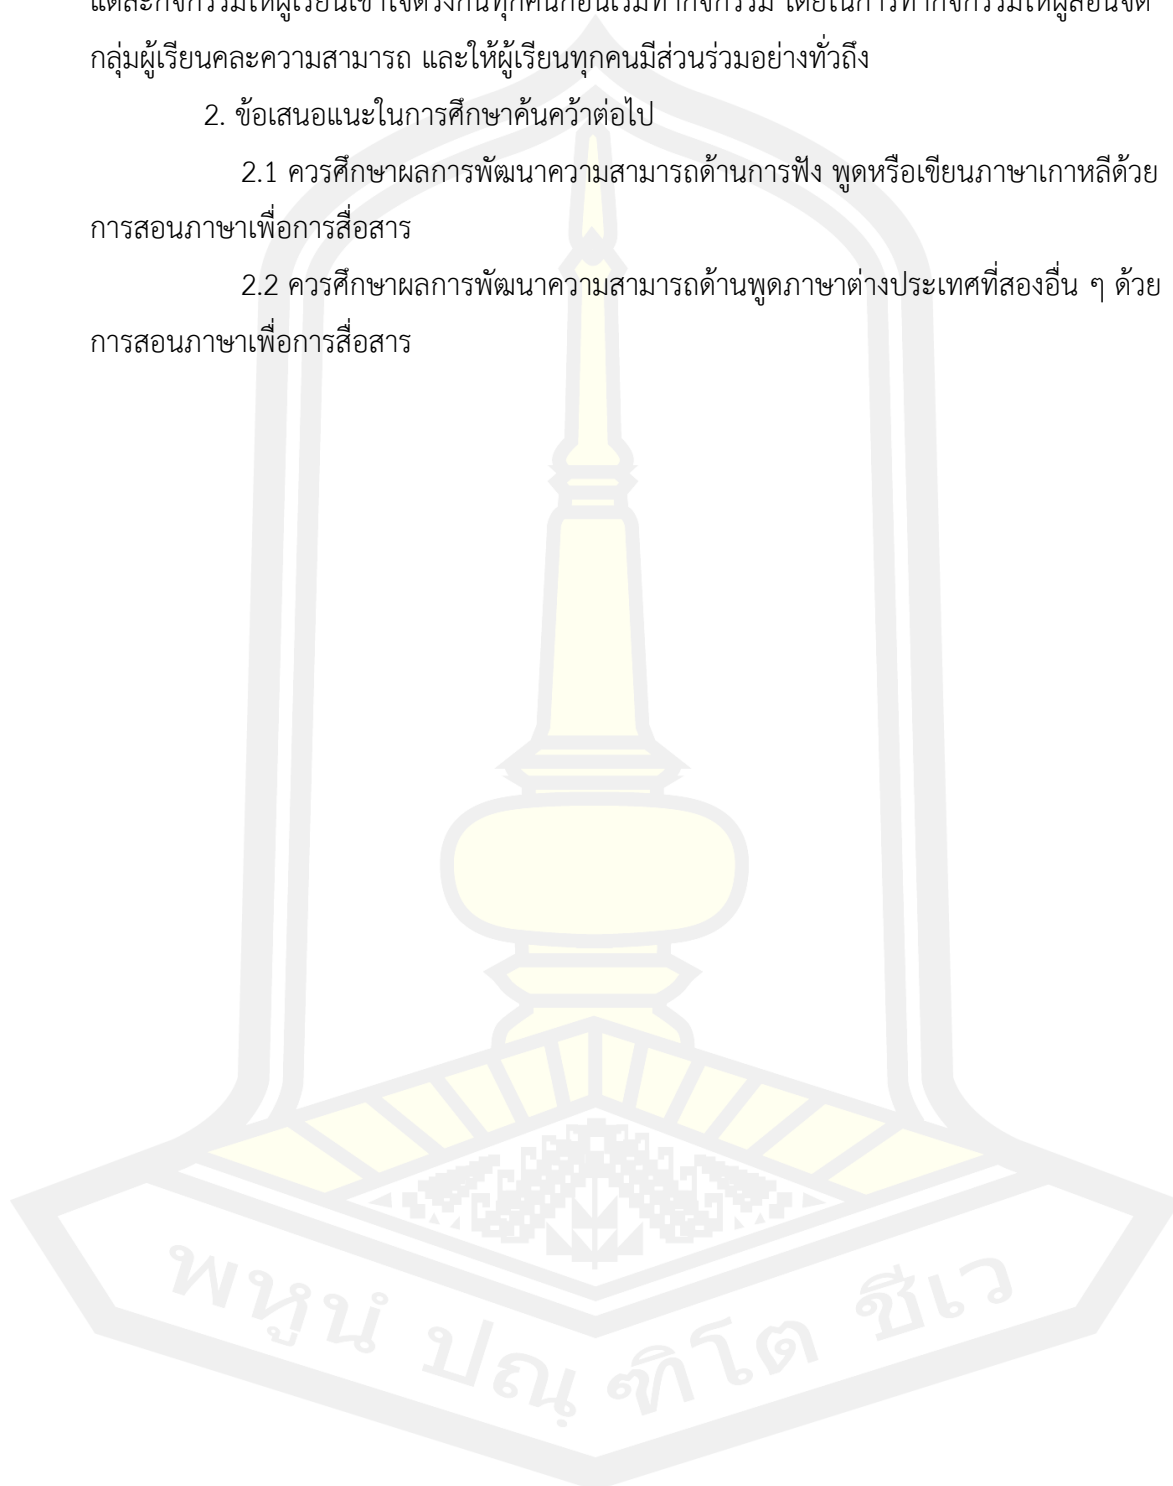 แต่ละกิจกรรมให้ผู้เรียนเข้าใจตรงกันทุกคนก่อนเริ่มทำกิจกรรม โดยในการทำกิจกรรมให้ผู้สอนจัด
กลุ่มผู้เรียนคละความสามารถ และให้ผู้เรียนทุกคนมีส่วนร่วมอย่างทั่วถึง
2. ข้อเสนอแนะในการศึกษาค้นคว้าต่อไป
2.1 ควรศึกษาผลการพัฒนาความสามารถด้านการฟัง พูดหรือเขียนภาษาเกาหลีด้วย
การสอนภาษาเพื่อการสื่อสาร
2.2 ควรศึกษาผลการพัฒนาความสามารถด้านพูดภาษาต่างประเทศที่สองอื่น ๆ ด้วย
การสอนภาษาเพื่อการสื่อสาร
พหูนํ ปณฺฑิโต ชีเว